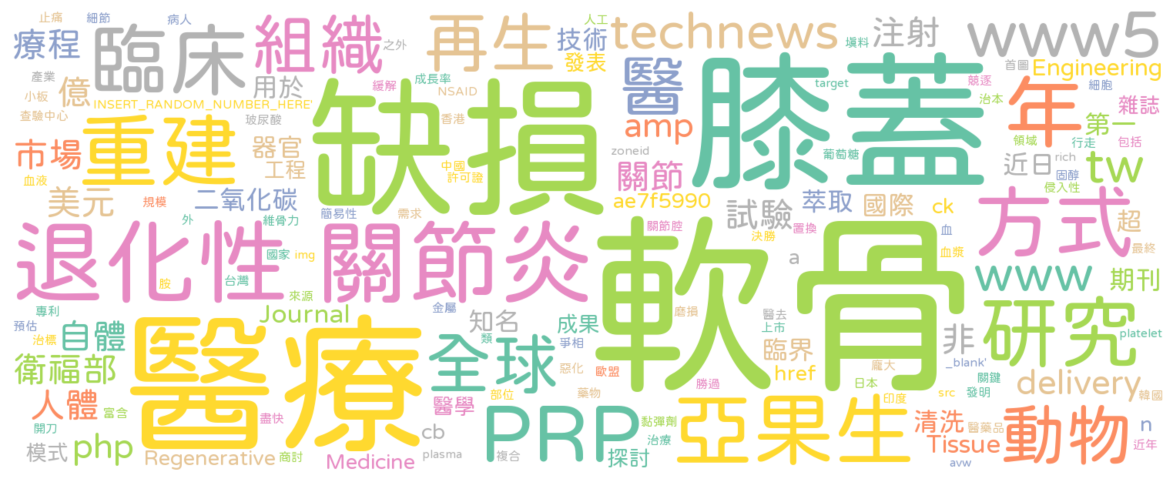 止痛 細節 病人 人工
療程 臨床 組織 之外 再生 技術 technews 填料 注射 www5
發表 首圖 Engineering
產業 億 用於 緩解 成長率 醫 膝蓋 target 競逐 細胞
小板 INSERT_RANDOM_NUMBER_HERE NSAID 治本 年 雜誌
查驗中心 玻尿酸 缺損 香港 amp 領域 行走 第一 包括
市場 重建 器官 zoneid 葡萄糖 近日 rich tw
血液 工程 中國 許可證 關節 固醇
美元 規模 二氧化碳 ae7f5990 萃取 國際 ck 侵入性
外 維骨力 簡易性 需求 關節腔 試驗 置換 血 方式 超
退化性 國家 img 關節炎 軟骨 決勝 a 血漿 最終
胺 台灣 www 期刊
專利 來源 金屬 磨損
預估 自體 Journal 知名 成果 醫去 上市 非 研究
治癒 醫療 類 爭相 臨界 _blank' platelet
衛福部 全球 惡化 歐盟 href 龐大 關鍵 delivery 韓國
人體 富含 盡快 部位 醫學 藥物 勝過 日本 印度 src 發明
開刀 PRP 黏彈劑 亞果生 清洗 醫藥品 動物 n
模式 php cb 治療 Tissue 近年
Regenerative 商討 Medicine plasma 複合 探討 avw